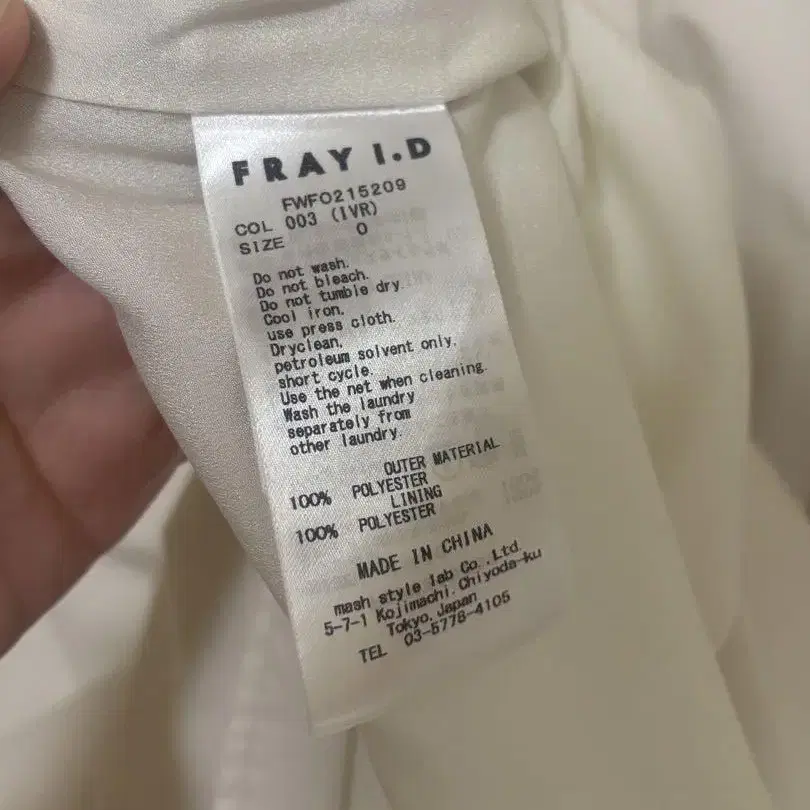 FRAY I.D
FWFO215209
COL 003 (IVR)
SIZE 0
Do not wash.
Do not bleach.
Do not tumble dry.
Cool iron.
use press cloth.
Dryclean.
petroleum solvent only.
short cycle.
Use the net when cleaning.
Wash the laundry
separately from
other laundry.
OUTER MATERIAL
100% POLYESTER
LINING
100% POLYESTER
MADE IN CHINA
mash style lab Co.,Ltd.
5-7-1 Kojimachi.Chiyoda-ku
Tokyo.Japan
TEL 03-5778-4105